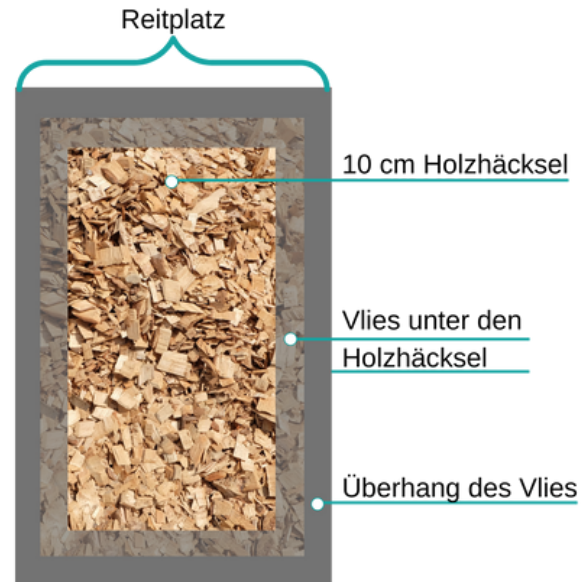 Reitplatz
10 cm Holzhäcksel
Vlies unter den
Holzhäcksel
Überhang des Vlies